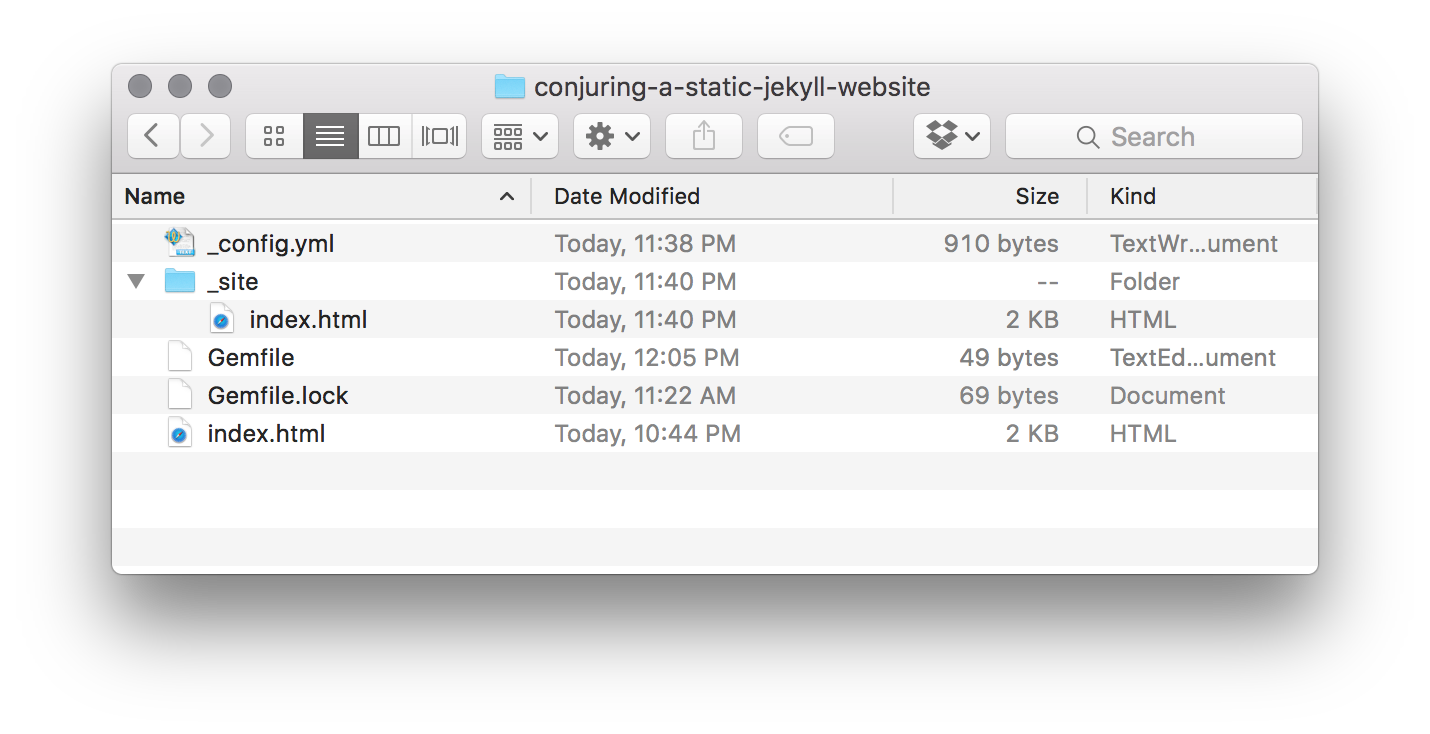 conjuring-a-static-jekyll-website
Search
Name Date Modified Size Kind
_config.yml Today, 11:38 PM 910 bytes TextWr...ument
_site Today, 11:40 PM -- Folder
index.html Today, 11:40 PM 2 KB HTML
Gemfile Today, 12:05 PM 49 bytes TextEd...ument
Gemfile.lock Today, 11:22 AM 69 bytes Document
index.html Today, 10:44 PM 2 KB HTML